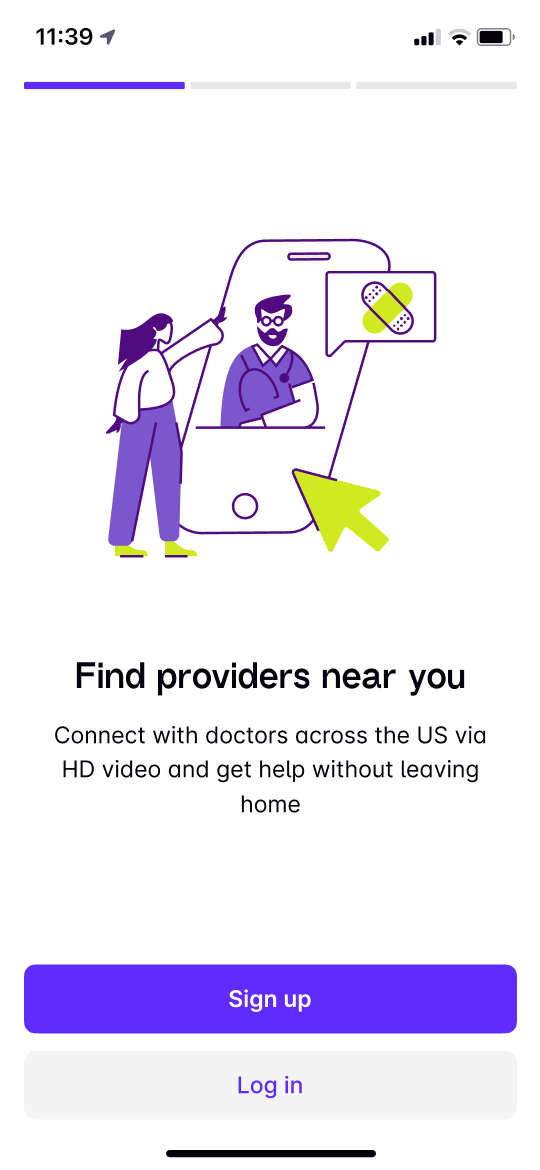 11:39
Find providers near you
Connect with doctors across the US via
HD video and get help without leaving
home
Sign up
Log in